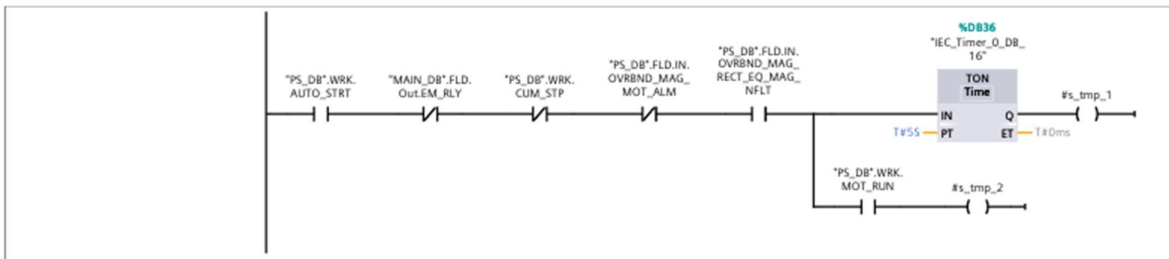 %DB36
"IEC_Timer_0_DB_
16"
"PS_DB".WRK.
AUTO_STRT
"MAIN_DB".FLD.
Out.EM_RLY
"PS_DB".WRK.
CUM_STP
"PS_DB".FLD.IN.
OVRBND_MAG_
MOT_ALM
"PS_DB".FLD.IN.
OVRBND_MAG_
RECT_EQ_MAG_
NFLT
TON
Time
#s_tmp_1
IN
Q
T#5S
PT
ET
T#0ms
"PS_DB".WRK.
MOT_RUN
#s_tmp_2